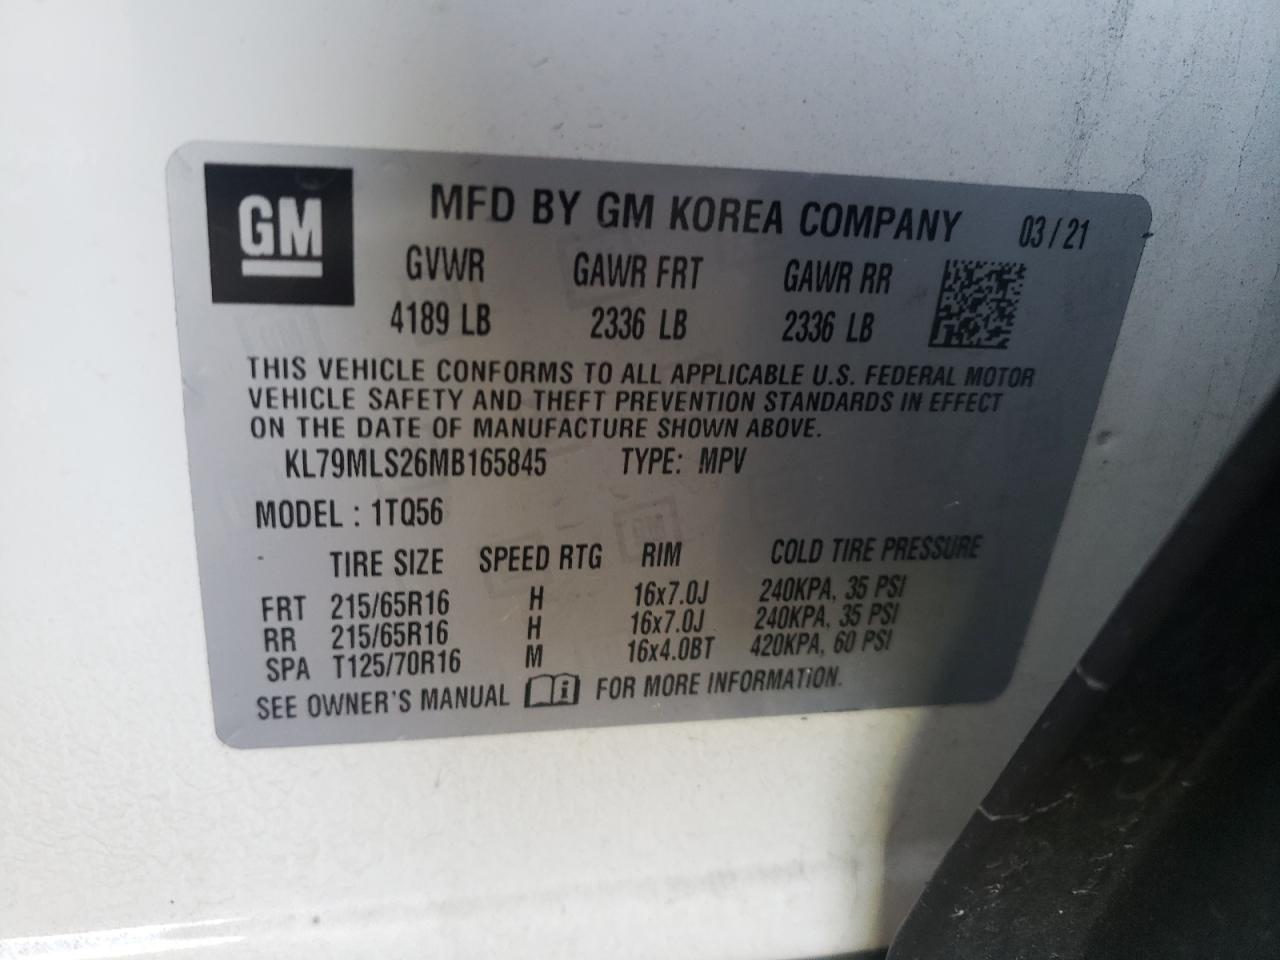 GM
MFD BY GM KOREA COMPANY 03/21
GVWR GAWR FRT GAWR RR
4189 LB 2336 LB 2336 LB
THIS VEHICLE CONFORMS TO ALL APPLICABLE U.S. FEDERAL MOTOR
VEHICLE SAFETY AND THEFT PREVENTION STANDARDS IN EFFECT
ON THE DATE OF MANUFACTURE SHOWN ABOVE.
KL79MLS26MB165845 TYPE: MPV
MODEL : 1TQ56
TIRE SIZE SPEED RTG RIM COLD TIRE PRESSURE
FRT 215/65R16 H 16x7.0J 240KPA, 35 PSI
RR 215/65R16 H 16x7.0J 240KPA, 35 PSI
SPA T125/70R16 M 16x4.0BT 420KPA, 60 PSI
SEE OWNER'S MANUAL i FOR MORE INFORMATION.